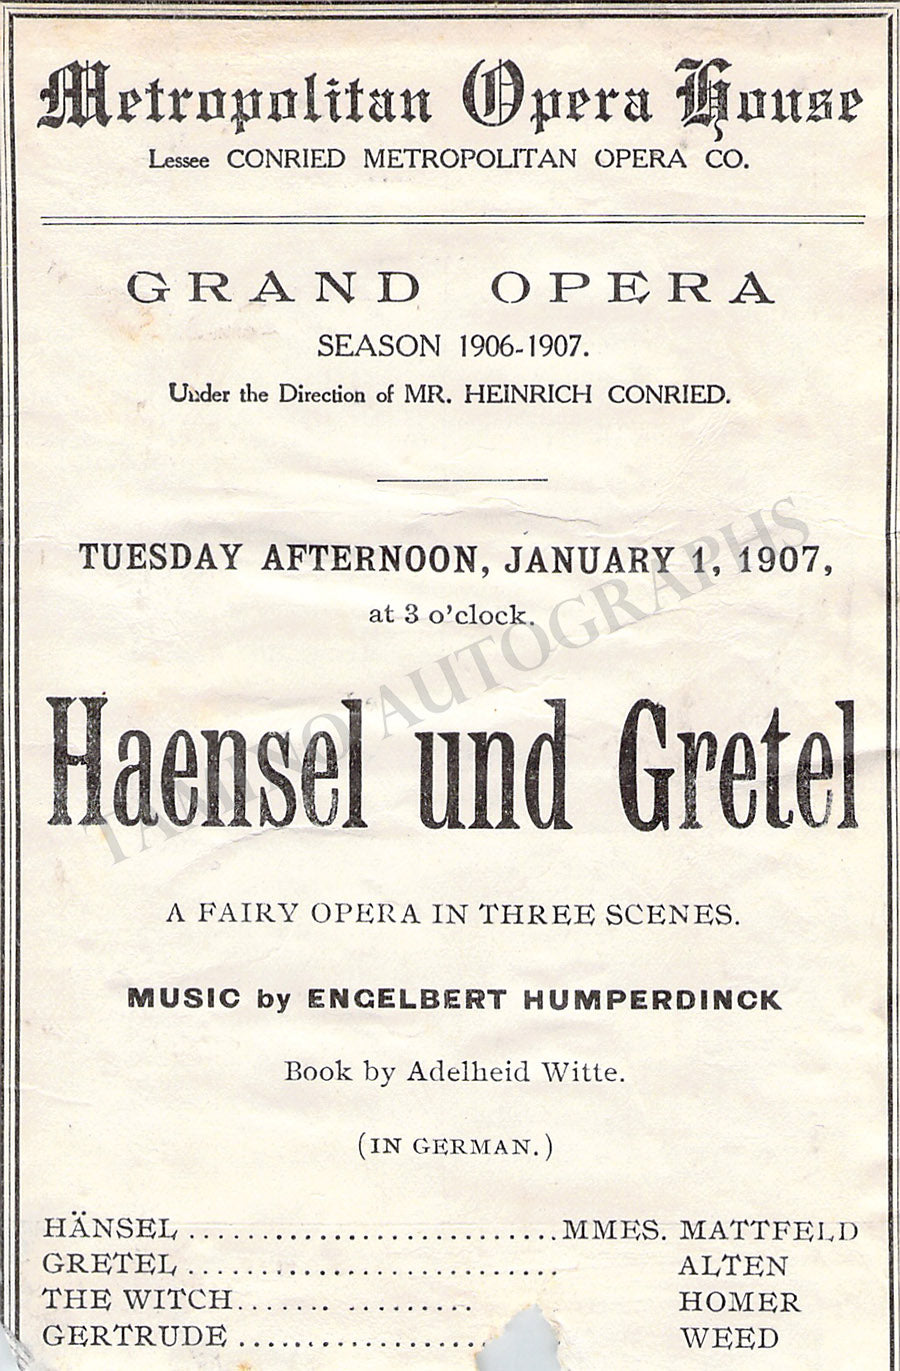 Metropolitan Opera House
Lessee CONRIED METROPOLITAN OPERA CO.
GRAND OPERA
SEASON 1906-1907.
Under the Direction of MR. HEINRICH CONRIED.
TUESDAY AFTERNOON, JANUARY 1, 1907,
at 3 o'clock.
TAMINO AUTOGRAPHS
Haensel und Gretel
A FAIRY OPERA IN THREE SCENES.
MUSIC by ENGELBERT HUMPERDINCK
Book by Adelheid Witte.
(IN GERMAN.)
HÄNSEL ............................ MMES. MATTFELD
GRETEL ............................ ALTEN
THE WITCH....... .......... HOMER
GERTRUDE .................... WEED